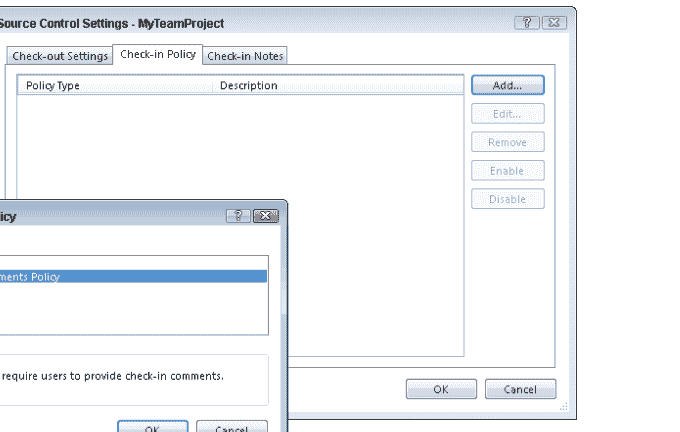 Source Control Settings - MyTeamProject
Check-out Settings Check-in Policy Check-in Notes
Policy Type Description
Add...
Edit...
Remove
Enable
Disable
OK Cancel
icy
ments Policy
require users to provide check-in comments.
OK Cancel